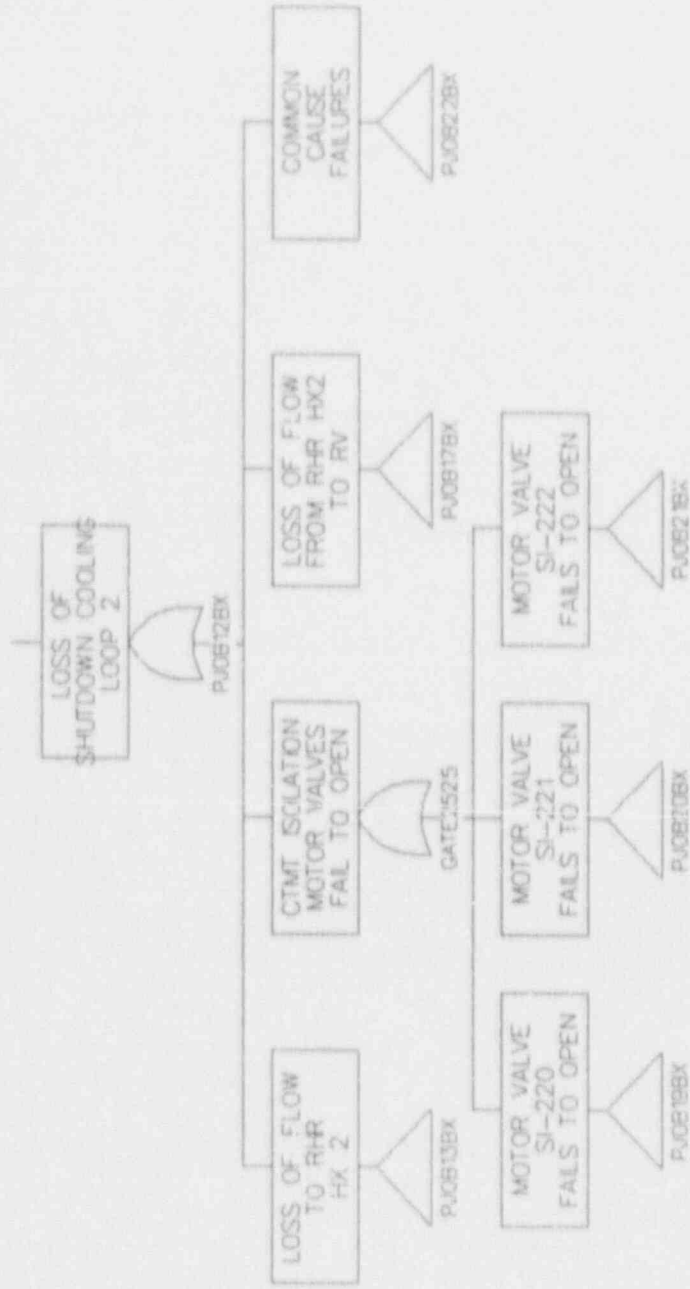 LOSS OF
SHUTDOWN COOLING
LOOP 2
PJOB12BX
LOSS OF FLOW
TO RHR
HX 2
PJOB13BX
CTMT ISOLATION
MOTOR VALVES
FAIL TO OPEN
GATE2525
LOSS OF FLOW
FROM RHR HX2
TO RV
PJOB17BX
COMMON
CAUSE
FAILURES
PJOB22BX
MOTOR VALVE
SI-220
FAILS TO OPEN
PJOB19BX
MOTOR VALVE
SI-221
FAILS TO OPEN
PJOB20BX
MOTOR VALVE
SI-222
FAILS TO OPEN
PJOB21BX